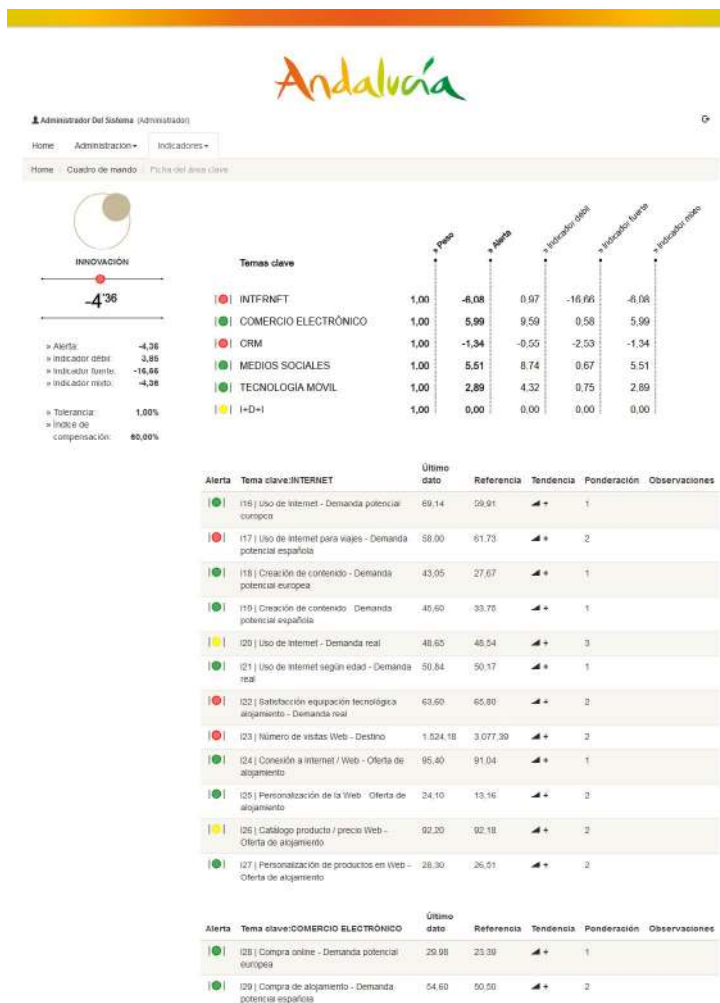 Andalucía
Administrador Del Sistema (Administrador)
Home Administración Indicadores
Home Cuadro de mando Ficha del área clave
INNOVACIÓN
-4'36
» Alerta: -4,36
» Indicador débil: 3,85
» Indicador fuerte: -16,66
» Indicador mixto: -4,36
» Tolerancia: 1,00%
» Índice de
compensación: 60,00%
Temas clave » Peso » Alerta » Indicador débil » Indicador fuerte » Indicador mixto
INTERNET 1,00 -6,08 0,97 -16,66 -6,08
COMERCIO ELECTRÓNICO 1,00 5,99 9,59 0,58 5,99
CRM 1,00 -1,34 -0,55 -2,53 -1,34
MEDIOS SOCIALES 1,00 5,51 8,74 0,67 5,51
TECNOLOGÍA MÓVIL 1,00 2,89 4,32 0,75 2,89
I+D+I 1,00 0,00 0,00 0,00 0,00
Alerta Tema clave:INTERNET Último dato Referencia Tendencia Ponderación Observaciones
I16 | Uso de Internet - Demanda potencial 69,14 59,91 + 1
europea
I17 | Uso de Internet para viajes - Demanda 58,00 61,73 + 2
potencial española
I18 | Creación de contenido - Demanda 43,05 27,67 + 1
potencial europea
I19 | Creación de contenido - Demanda 45,60 33,75 + 1
potencial española
I20 | Uso de Internet - Demanda real 48,65 48,54 + 3
I21 | Uso de Internet según edad - Demanda 50,84 50,17 + 1
real
I22 | Satisfacción equipación tecnológica 63,60 65,80 + 2
alojamiento - Demanda real
I23 | Número de visitas Web - Destino 1.524,18 3.077,39 + 2
I24 | Conexión a Internet / Web - Oferta de 95,40 91,04 + 1
alojamiento
I25 | Personalización de la Web - Oferta de 24,10 13,16 + 2
alojamiento
I26 | Catálogo producto / precio Web - 92,20 92,18 + 2
Oferta de alojamiento
I27 | Personalización de productos en Web - 28,30 26,51 + 2
Oferta de alojamiento
Alerta Tema clave:COMERCIO ELECTRÓNICO Último dato Referencia Tendencia Ponderación Observaciones
I28 | Compra online - Demanda potencial 29,98 23,39 + 1
europea
I29 | Compra de alojamiento - Demanda 54,60 50,50 + 2
potencial española